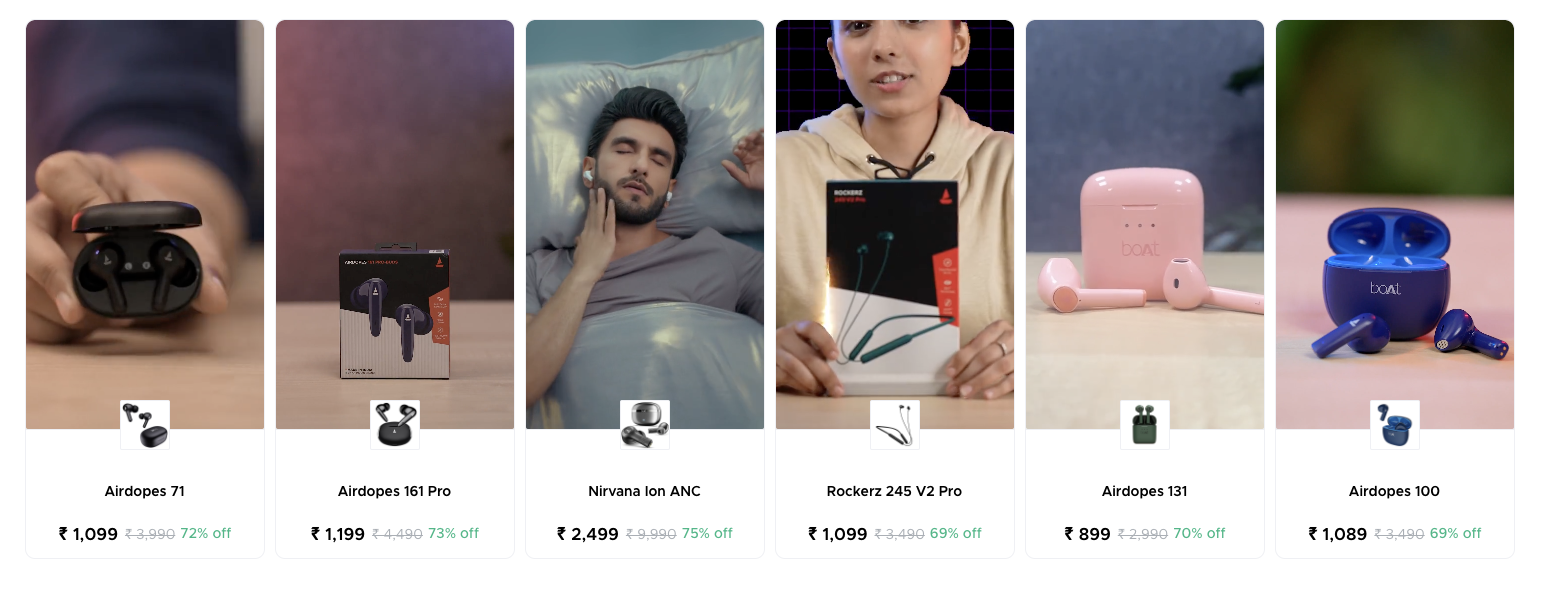 AIRDOPES 161 PRO
ROCKERZ
245 V2 Pro
boAt
boAt
Airdopes 71
₹ 1,099 ₹ 3,990 72% off
Airdopes 161 Pro
₹ 1,199 ₹ 4,490 73% off
Nirvana Ion ANC
₹ 2,499 ₹ 9,990 75% off
Rockerz 245 V2 Pro
₹ 1,099 ₹ 3,490 69% off
Airdopes 131
₹ 899 ₹ 2,990 70% off
Airdopes 100
₹ 1,089 ₹ 3,490 69% off